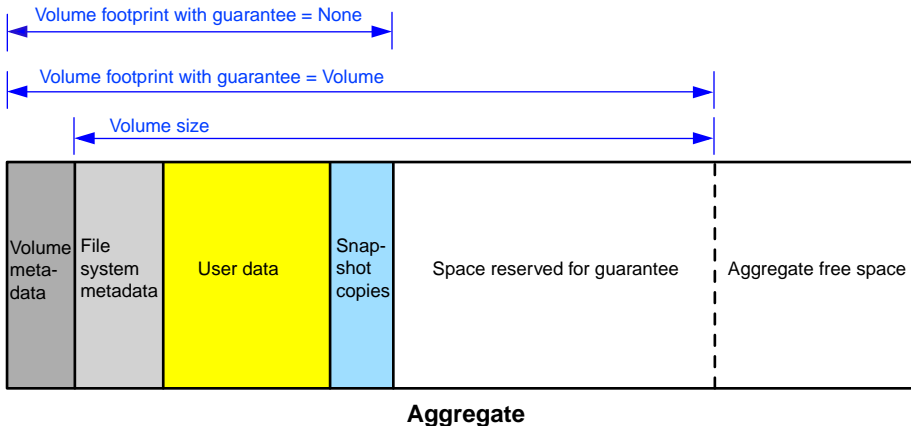 Volume footprint with guarantee = None
Volume footprint with guarantee = Volume
Volume size
Volume
meta-
data
File
system
metadata
User data
Snap-
shot
copies
Space reserved for guarantee
Aggregate free space
Aggregate